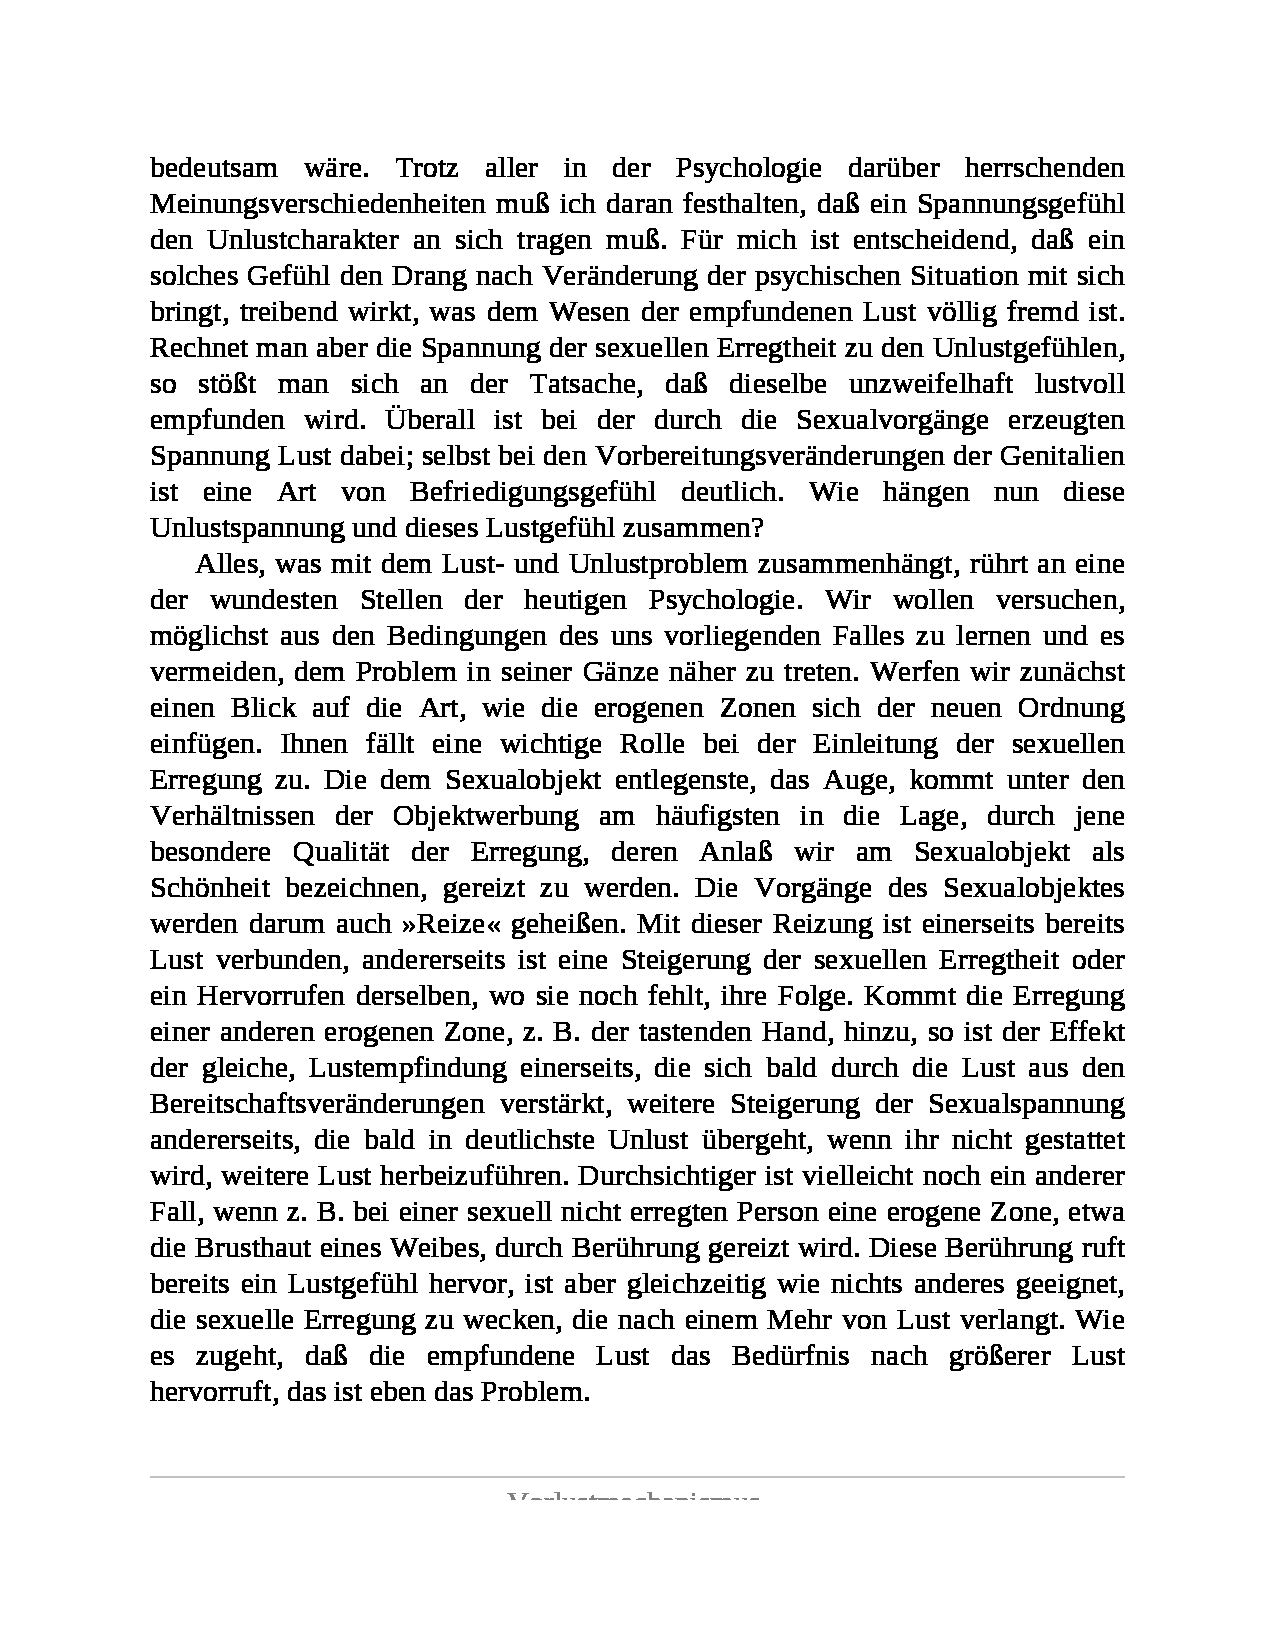 bedeutsam wäre. Trotz aller in der Psychologie darüber herrschenden
Meinungsverschiedenheiten muß ich daran festhalten, daß ein Spannungsgefühl
den Unlustcharakter an sich tragen muß. Für mich ist entscheidend, daß ein
solches Gefühl den Drang nach Veränderung der psychischen Situation mit sich
bringt, treibend wirkt, was dem Wesen der empfundenen Lust völlig fremd ist.
Rechnet man aber die Spannung der sexuellen Erregtheit zu den Unlustgefühlen,
so stößt man sich an der Tatsache, daß dieselbe unzweifelhaft lustvoll
empfunden wird. Überall ist bei der durch die Sexualvorgänge erzeugten
Spannung Lust dabei; selbst bei den Vorbereitungsveränderungen der Genitalien
ist eine Art von Befriedigungsgefühl deutlich. Wie hängen nun diese
Unlustspannung und dieses Lustgefühl zusammen?
Alles, was mit dem Lust- und Unlustproblem zusammenhängt, rührt an eine
der wundesten Stellen der heutigen Psychologie. Wir wollen versuchen,
möglichst aus den Bedingungen des uns vorliegenden Falles zu lernen und es
vermeiden, dem Problem in seiner Gänze näher zu treten. Werfen wir zunächst
einen Blick auf die Art, wie die erogenen Zonen sich der neuen Ordnung
einfügen. Ihnen fällt eine wichtige Rolle bei der Einleitung der sexuellen
Erregung zu. Die dem Sexualobjekt entlegenste, das Auge, kommt unter den
Verhältnissen der Objektwerbung am häufigsten in die Lage, durch jene
besondere Qualität der Erregung, deren Anlaß wir am Sexualobjekt als
Schönheit bezeichnen, gereizt zu werden. Die Vorgänge des Sexualobjektes
werden darum auch »Reize« geheißen. Mit dieser Reizung ist einerseits bereits
Lust verbunden, andererseits ist eine Steigerung der sexuellen Erregtheit oder
ein Hervorrufen derselben, wo sie noch fehlt, ihre Folge. Kommt die Erregung
einer anderen erogenen Zone, z. B. der tastenden Hand, hinzu, so ist der Effekt
der gleiche, Lustempfindung einerseits, die sich bald durch die Lust aus den
Bereitschaftsveränderungen verstärkt, weitere Steigerung der Sexualspannung
andererseits, die bald in deutlichste Unlust übergeht, wenn ihr nicht gestattet
wird, weitere Lust herbeizuführen. Durchsichtiger ist vielleicht noch ein anderer
Fall, wenn z. B. bei einer sexuell nicht erregten Person eine erogene Zone, etwa
die Brusthaut eines Weibes, durch Berührung gereizt wird. Diese Berührung ruft
bereits ein Lustgefühl hervor, ist aber gleichzeitig wie nichts anderes geeignet,
die sexuelle Erregung zu wecken, die nach einem Mehr von Lust verlangt. Wie
es zugeht, daß die empfundene Lust das Bedürfnis nach größerer Lust
hervorruft, das ist eben das Problem.
Vorlustmechanismus